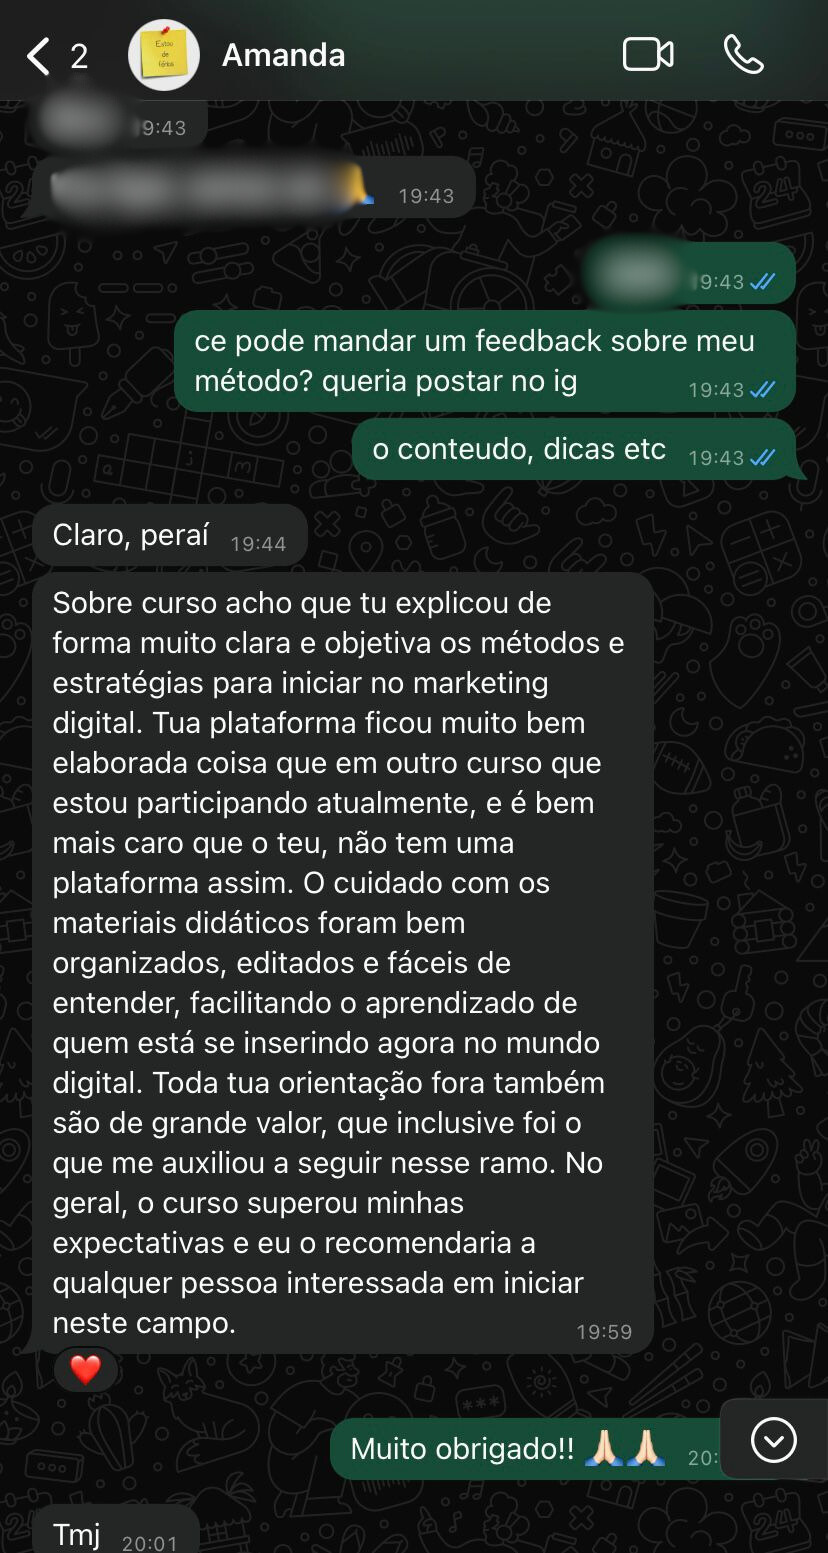 2
Estou
de
férias
Amanda
9:43
19:43
9:43
ce pode mandar um feedback sobre meu
método? queria postar no ig
19:43
o conteudo, dicas etc 19:43
Claro, peraí 19:44
Sobre curso acho que tu explicou de
forma muito clara e objetiva os métodos e
estratégias para iniciar no marketing
digital. Tua plataforma ficou muito bem
elaborada coisa que em outro curso que
estou participando atualmente, e é bem
mais caro que o teu, não tem uma
plataforma assim. O cuidado com os
materiais didáticos foram bem
organizados, editados e fáceis de
entender, facilitando o aprendizado de
quem está se inserindo agora no mundo
digital. Toda tua orientação fora também
são de grande valor, que inclusive foi o
que me auxiliou a seguir nesse ramo. No
geral, o curso superou minhas
expectativas e eu o recomendaria a
qualquer pessoa interessada em iniciar
neste campo.
19:59
Muito obrigado!! 🙏🏻🙏🏻 20:
Tmj 20:01